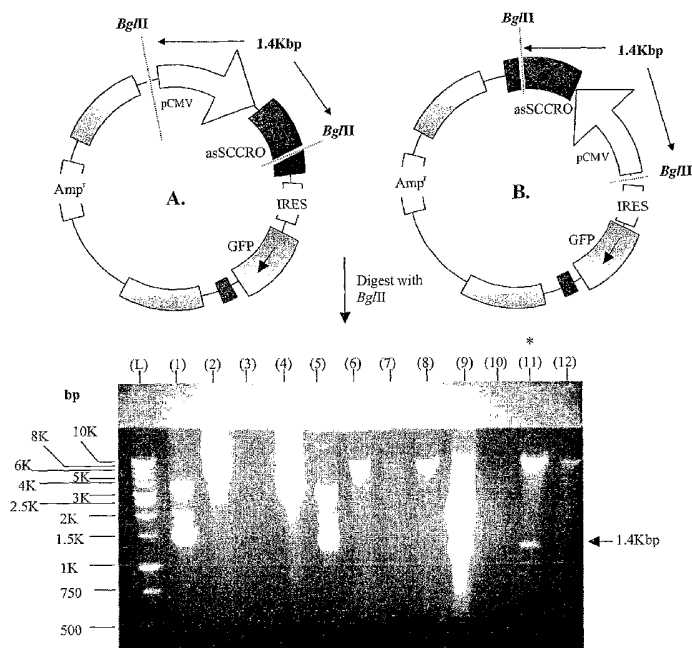 BglII
1.4Kbp
pCMV
asSCCRO
BglII
Ampr
A.
IRES
GFP
BglII
1.4Kbp
asSCCRO
pCMV
BglII
Ampr
B.
IRES
GFP
Digest with
BglII
*
(L) (1) (2) (3) (4) (5) (6) (7) (8) (9) (10) (11) (12)
bp
10K
8K
6K
5K
4K
3K
2.5K
2K
1.5K
1.4Kbp
1K
750
500